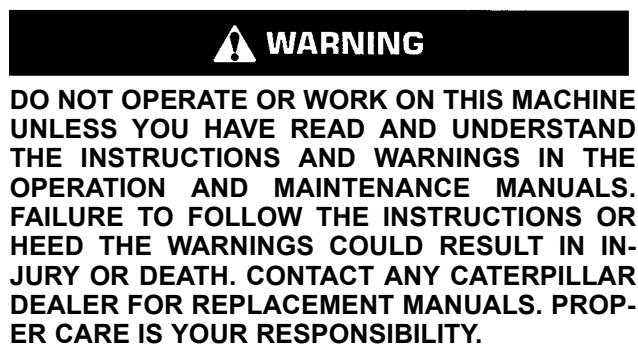 WARNING
DO NOT OPERATE OR WORK ON THIS MACHINE
UNLESS YOU HAVE READ AND UNDERSTAND
THE INSTRUCTIONS AND WARNINGS IN THE
OPERATION AND MAINTENANCE MANUALS.
FAILURE TO FOLLOW THE INSTRUCTIONS OR
HEED THE WARNINGS COULD RESULT IN IN-
JURY OR DEATH. CONTACT ANY CATERPILLAR
DEALER FOR REPLACEMENT MANUALS. PROP-
ER CARE IS YOUR RESPONSIBILITY.